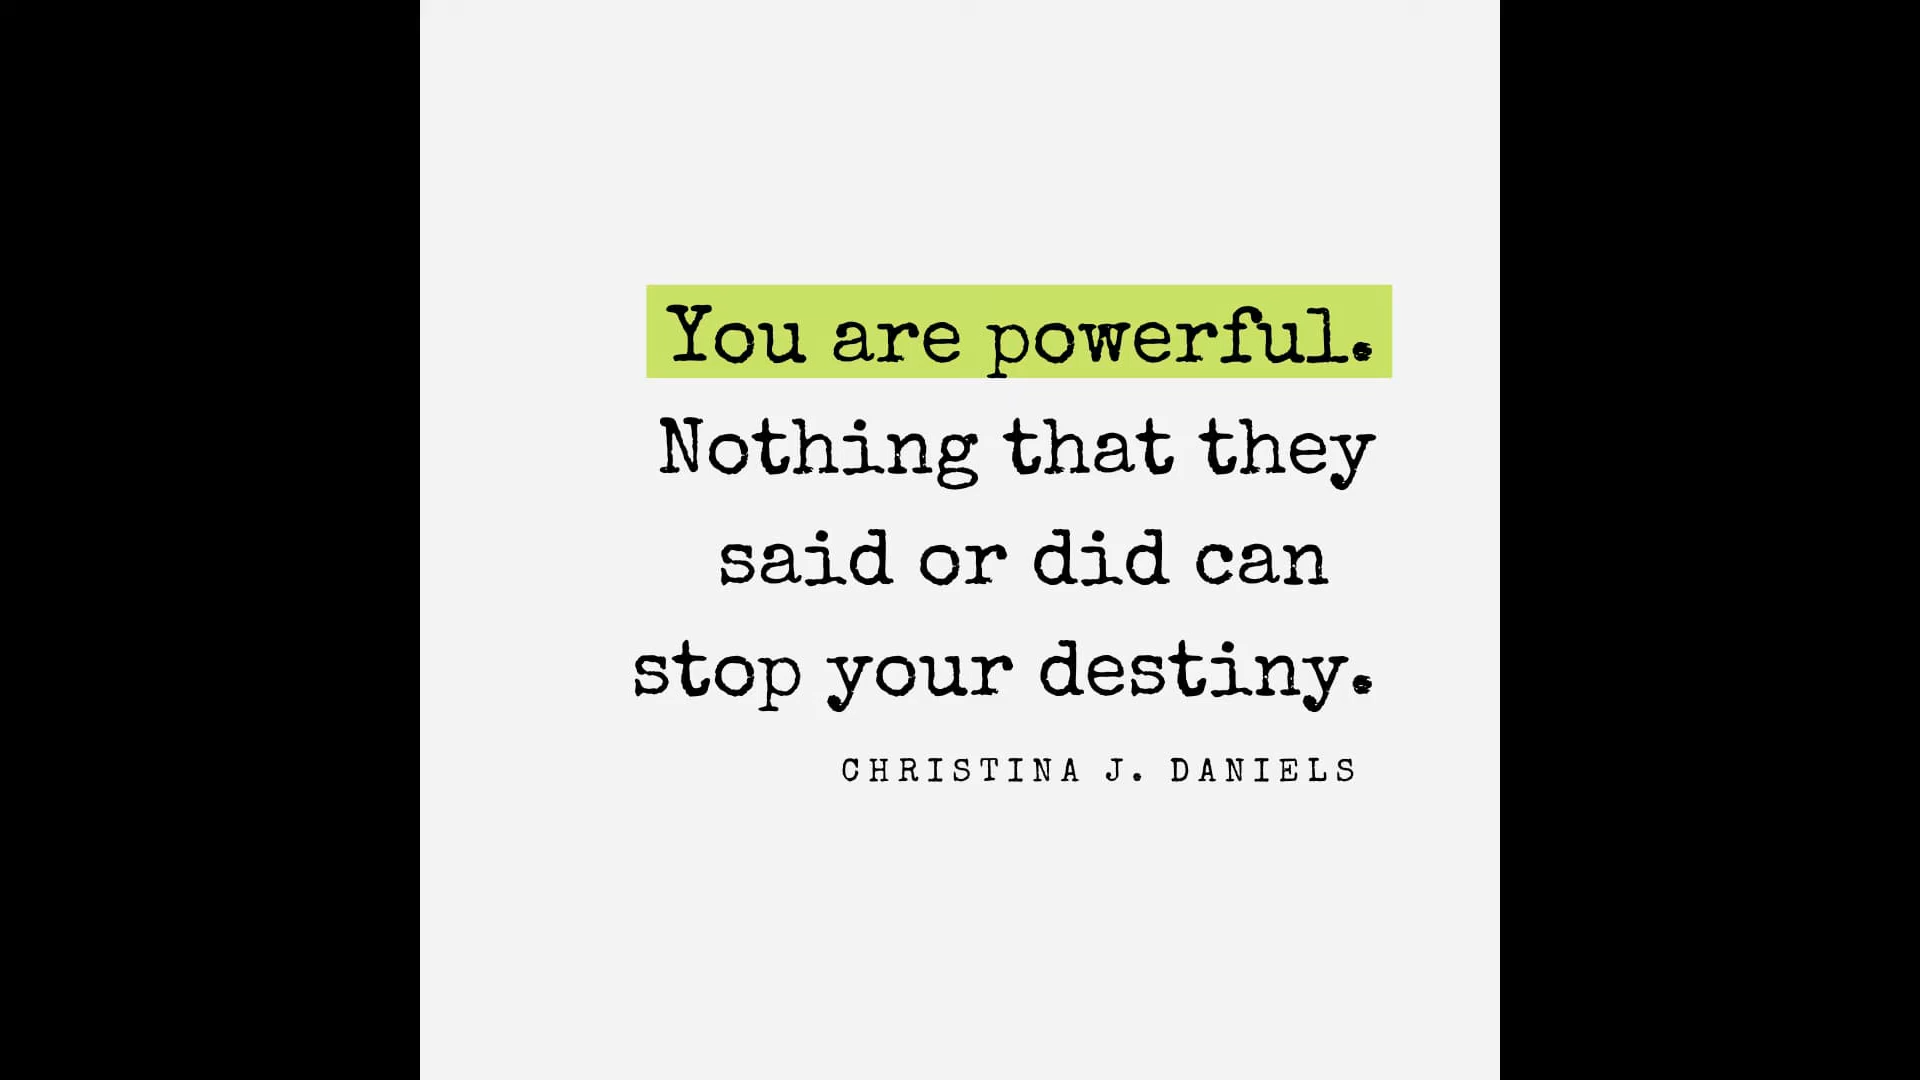 You are powerful.
Nothing that they
said or did can
stop your destiny.
CHRISTINA J. DANIELS